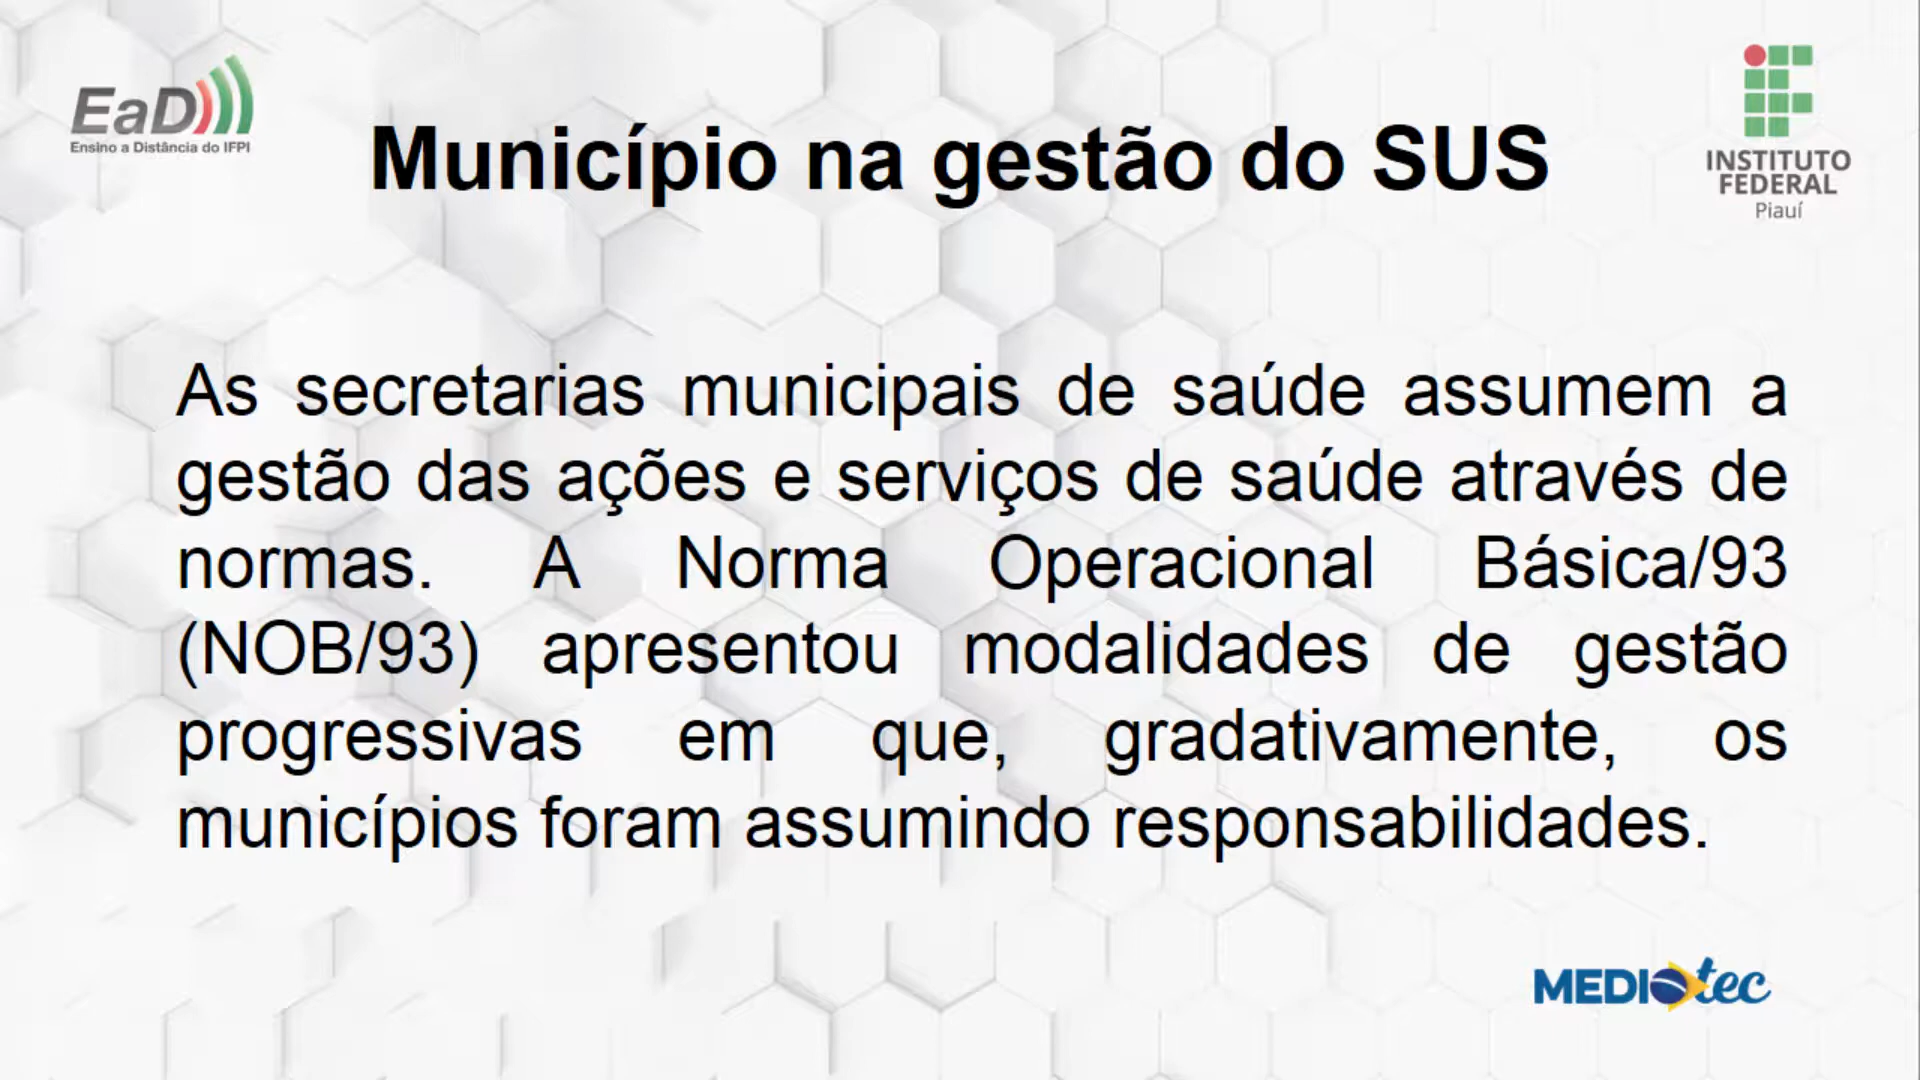 EaD
Ensino a Distância do IFPI
Município na gestão do SUS
INSTITUTO
FEDERAL
Piauí
As secretarias municipais de saúde assumem a
gestão das ações e serviços de saúde através de
normas. A Norma Operacional Básica/93
(NOB/93) apresentou modalidades de gestão
progressivas em que, gradativamente, os
municípios foram assumindo responsabilidades.
MEDIOtec